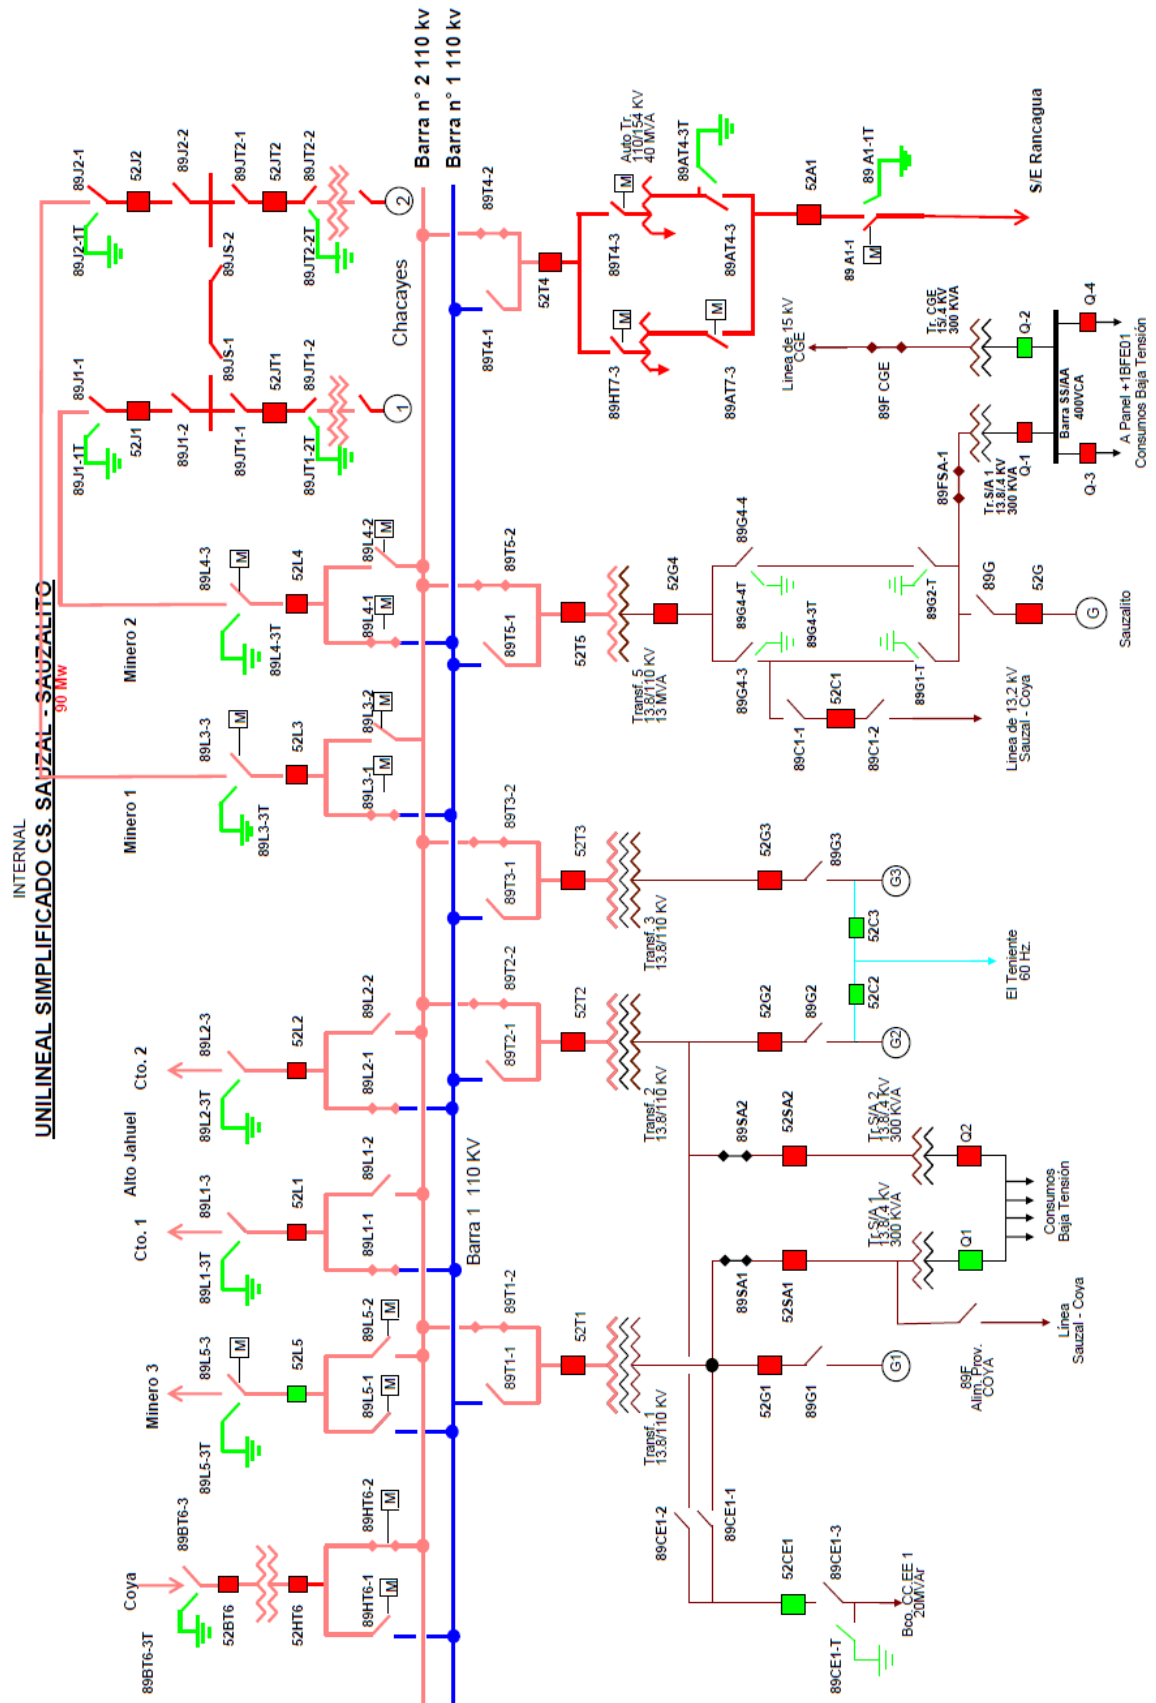 INTERNAL
UNILINEAL SIMPLIFICADO CS. SAUZAL - SAUZALITO
90 Mw
Coya
89BT6-3
89BT6-3T
52BT6
52HT6
89HT6-1
89HT6-2
Minero 3
89L5-3
89L5-3T
52L5
89L5-1
89L5-2
Alto Jahuel
Cto. 1
89L1-3
89L1-3T
52L1
89L1-1
89L1-2
Cto. 2
89L2-3
89L2-3T
52L2
89L2-1
89L2-2
Minero 1
89L3-3
89L3-3T
52L3
89L3-1
89L3-2
Minero 2
89L4-3
89L4-3T
52L4
89L4-1
89L4-2
M
M
M
M
M
M
M
M
M
M
M
89J1-1
89J1-1T
52J1
89J1-2
89JS-1
89JT1-1
52JT1
89JT1-2
89JT1-2T
1
89J2-1
89J2-1T
52J2
89J2-2
89JS-2
89JT2-1
52JT2
89JT2-2
89JT2-2T
2
Chacayes
Barra n° 2 110 kv
Barra n° 1 110 kv
Barra 1 110 KV
89T1-1
89T1-2
52T1
Transf. 1
13.8/110 KV
89T2-1
89T2-2
52T2
Transf. 2
13.8/110 KV
89T3-1
89T3-2
52T3
Transf. 3
13.8/110 KV
89T5-1
89T5-2
52T5
Transf. 5
13.8/110 KV
13 MVA
89T4-1
89T4-2
52T4
89HT7-3
M
89T4-3
M
Auto Tr.
110/154 KV
40 MVA
89AT7-3
M
89AT4-3
89AT4-3T
52A1
89 A1-1
M
89 A1-1T
S/E Rancagua
89CE1-2
89CE1-1
52CE1
89CE1-3
89CE1-T
Bco. CC.EE 1
20MVAr
52G1
89G1
G1
89SA1
52SA1
Tr. S/A 1
13.8/.4 kV
300 KVA
Q1
89F
Alim. Prov.
COYA
Línea
Sauzal - Coya
89SA2
52SA2
Tr. S/A 2
13.8/.4 kV
300 KVA
Q2
Consumos
Baja Tensión
52G2
89G2
G2
52C2
52C3
El Teniente
60 Hz.
52G3
89G3
G3
52G4
89G4-3
89G4-4
89G4-4T
89G4-3T
89G1-T
89G2-T
89C1-1
52C1
89C1-2
Línea de 13,2 kV
Sauzal - Coya
89G
52G
G
Sauzalito
89FSA-1
Tr.S/A 1
13.8/.4 KV
300 KVA
Q-1
Línea de 15 kV
CGE
89F CGE
Tr. CGE
15/.4 KV
300 KVA
Q-2
Barra SS/AA
400VCA
Q-3
Q-4
A Panel +1BFE01
Consumos Baja Tensión